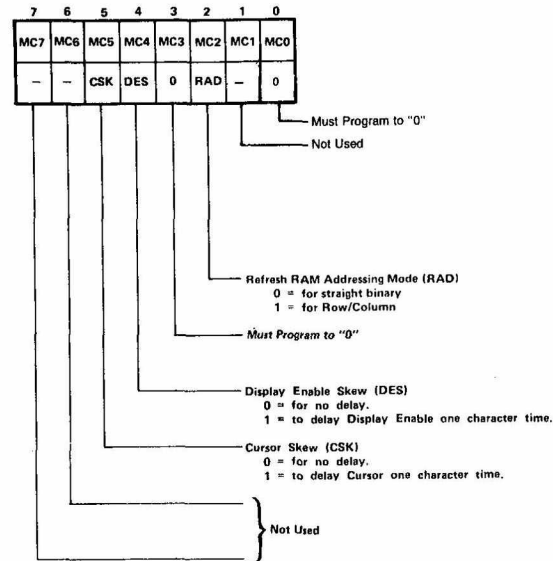 7 6 5 4 3 2 1 0
MC7 MC6 MC5 MC4 MC3 MC2 MC1 MC0
– – CSK DES 0 RAD – 0
Must Program to "0"
Not Used
Refresh RAM Addressing Mode (RAD)
0 = for straight binary
1 = for Row/Column
Must Program to "0"
Display Enable Skew (DES)
0 = for no delay.
1 = to delay Display Enable one character time.
Cursor Skew (CSK)
0 = for no delay.
1 = to delay Cursor one character time.
Not Used